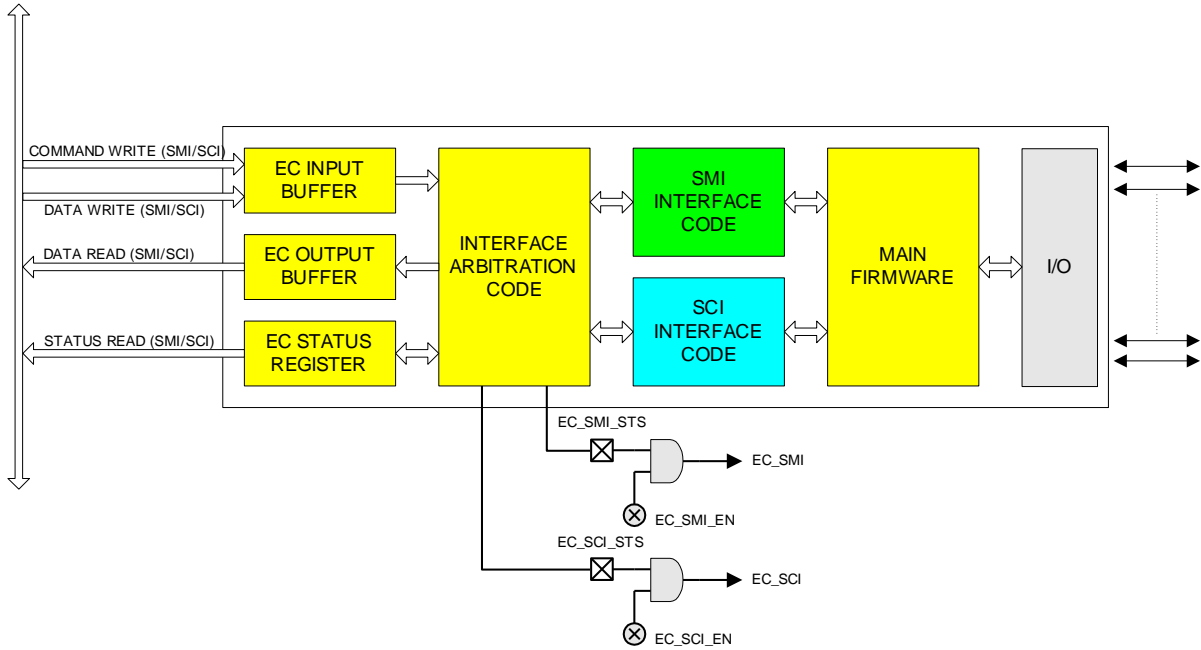 COMMAND WRITE (SMI/SCI)
DATA WRITE (SMI/SCI)
DATA READ (SMI/SCI)
STATUS READ (SMI/SCI)
EC INPUT
BUFFER
EC OUTPUT
BUFFER
EC STATUS
REGISTER
INTERFACE
ARBITRATION
CODE
SMI
INTERFACE
CODE
SCI
INTERFACE
CODE
MAIN
FIRMWARE
I/O
EC_SMI_STS
EC_SMI
EC_SMI_EN
EC_SCI_STS
EC_SCI
EC_SCI_EN